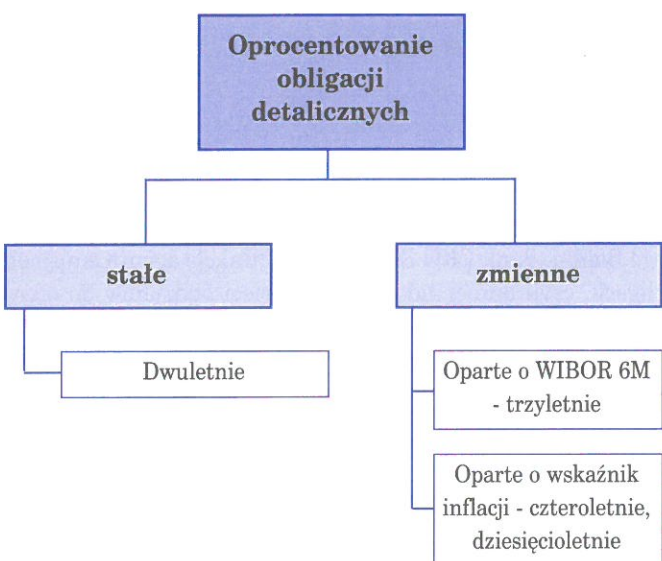 Oprocentowanie
obligacji
detalicznych
stałe
zmienne
Dwuletnie
Oparte o WIBOR 6M
- trzyletnie
Oparte o wskaźnik
inflacji - czteroletnie,
dziesięcioletnie